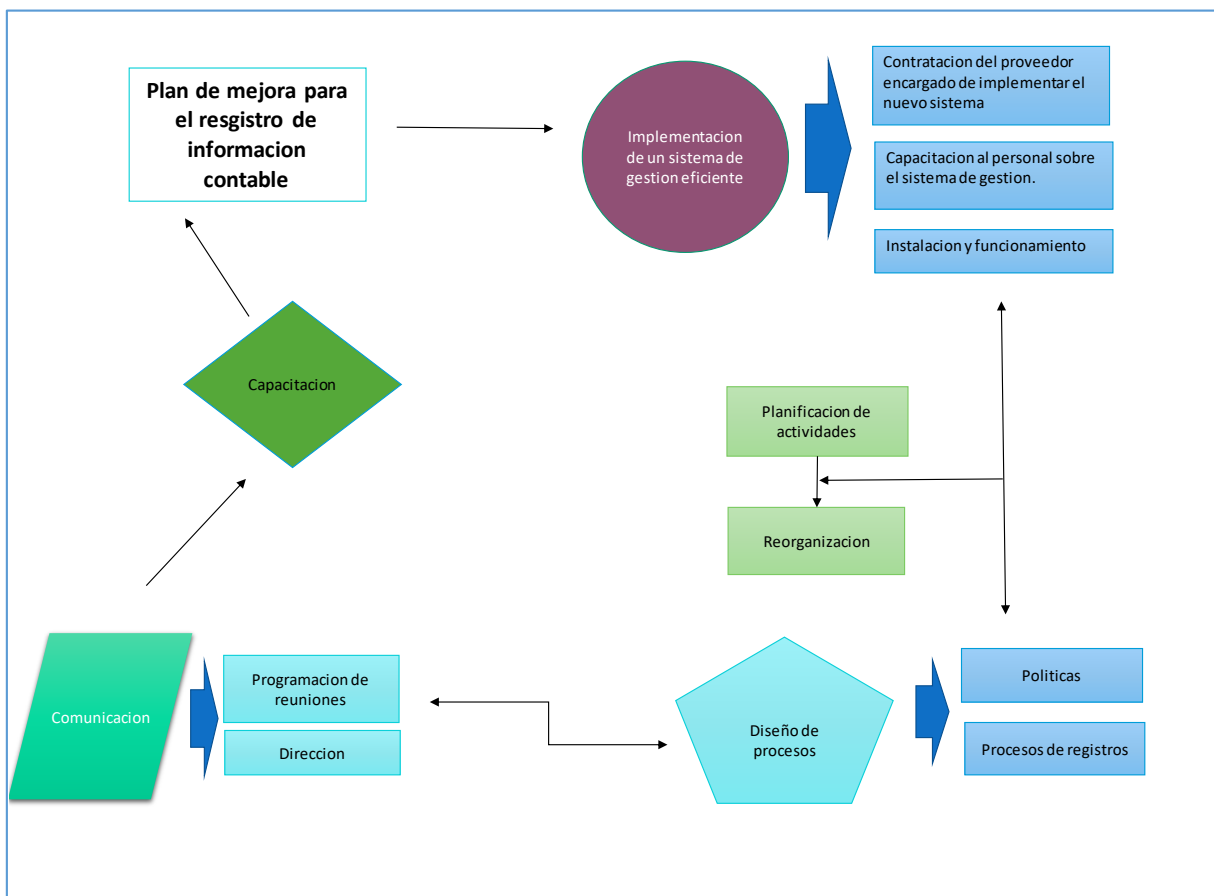 Plan de mejora para
el resgistro de
informacion
contable
Implementacion
de un sistema de
gestion eficiente
Contratacion del proveedor
encargado de implementar el
nuevo sistema
Capacitacion al personal sobre
el sistema de gestion.
Instalacion y funcionamiento
Capacitacion
Planificacion de
actividades
Reorganizacion
Comunicacion
Programacion de
reuniones
Direccion
Diseño de
procesos
Politicas
Procesos de registros